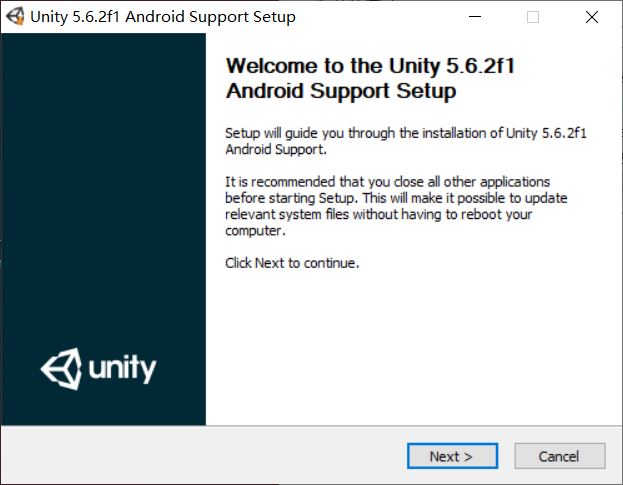 Unity 5.6.2f1 Android Support Setup
Welcome to the Unity 5.6.2f1
Android Support Setup
Setup will guide you through the installation of Unity 5.6.2f1
Android Support.
It is recommended that you close all other applications
before starting Setup. This will make it possible to update
relevant system files without having to reboot your
computer.
Click Next to continue.
unity
Next >
Cancel